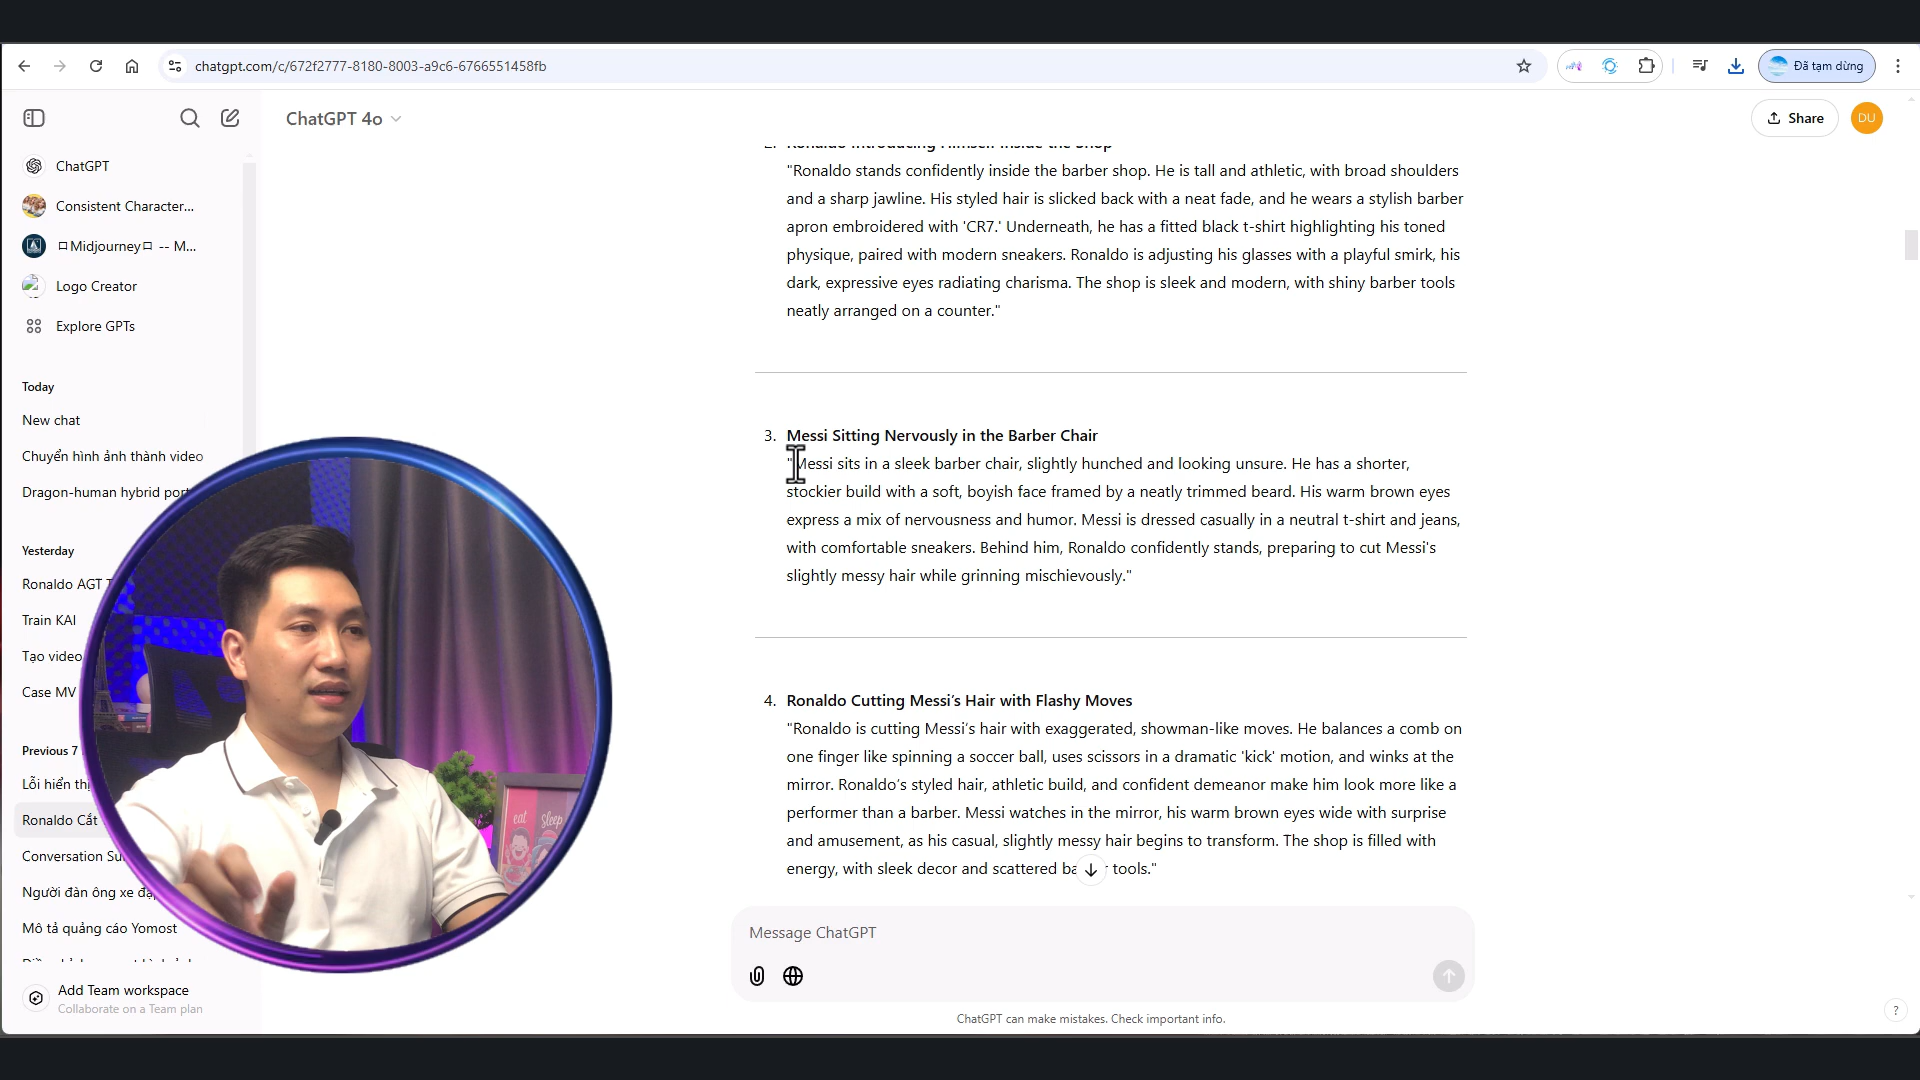 chatgpt.com/c/672f2777-8180-8003-a9c6-6766551458fb
Đã tạm dừng
ChatGPT 4o
Share
DU
ChatGPT
Consistent Character...
Midjourney -- M...
Logo Creator
Explore GPTs
Today
New chat
Chuyển hình ảnh thành video
Dragon-human hybrid port
Yesterday
Ronaldo AGT
Train KAI
Tạo video
Case MV
Previous 7
Lỗi hiển thị
Ronaldo Cắt
Conversation Su
Người đàn ông xe đạ
Mô tả quảng cáo Yomost
Add Team workspace
Collaborate on a Team plan
2. Ronaldo Introducing Himself Inside the Shop
"Ronaldo stands confidently inside the barber shop. He is tall and athletic, with broad shoulders
and a sharp jawline. His styled hair is slicked back with a neat fade, and he wears a stylish barber
apron embroidered with 'CR7.' Underneath, he has a fitted black t-shirt highlighting his toned
physique, paired with modern sneakers. Ronaldo is adjusting his glasses with a playful smirk, his
dark, expressive eyes radiating charisma. The shop is sleek and modern, with shiny barber tools
neatly arranged on a counter."
3. Messi Sitting Nervously in the Barber Chair
"Messi sits in a sleek barber chair, slightly hunched and looking unsure. He has a shorter,
stockier build with a soft, boyish face framed by a neatly trimmed beard. His warm brown eyes
express a mix of nervousness and humor. Messi is dressed casually in a neutral t-shirt and jeans,
with comfortable sneakers. Behind him, Ronaldo confidently stands, preparing to cut Messi's
slightly messy hair while grinning mischievously."
4. Ronaldo Cutting Messi's Hair with Flashy Moves
"Ronaldo is cutting Messi's hair with exaggerated, showman-like moves. He balances a comb on
one finger like spinning a soccer ball, uses scissors in a dramatic 'kick' motion, and winks at the
mirror. Ronaldo's styled hair, athletic build, and confident demeanor make him look more like a
performer than a barber. Messi watches in the mirror, his warm brown eyes wide with surprise
and amusement, as his casual, slightly messy hair begins to transform. The shop is filled with
energy, with sleek decor and scattered ba r tools."
Message ChatGPT
ChatGPT can make mistakes. Check important info.
?
eat
Sleep